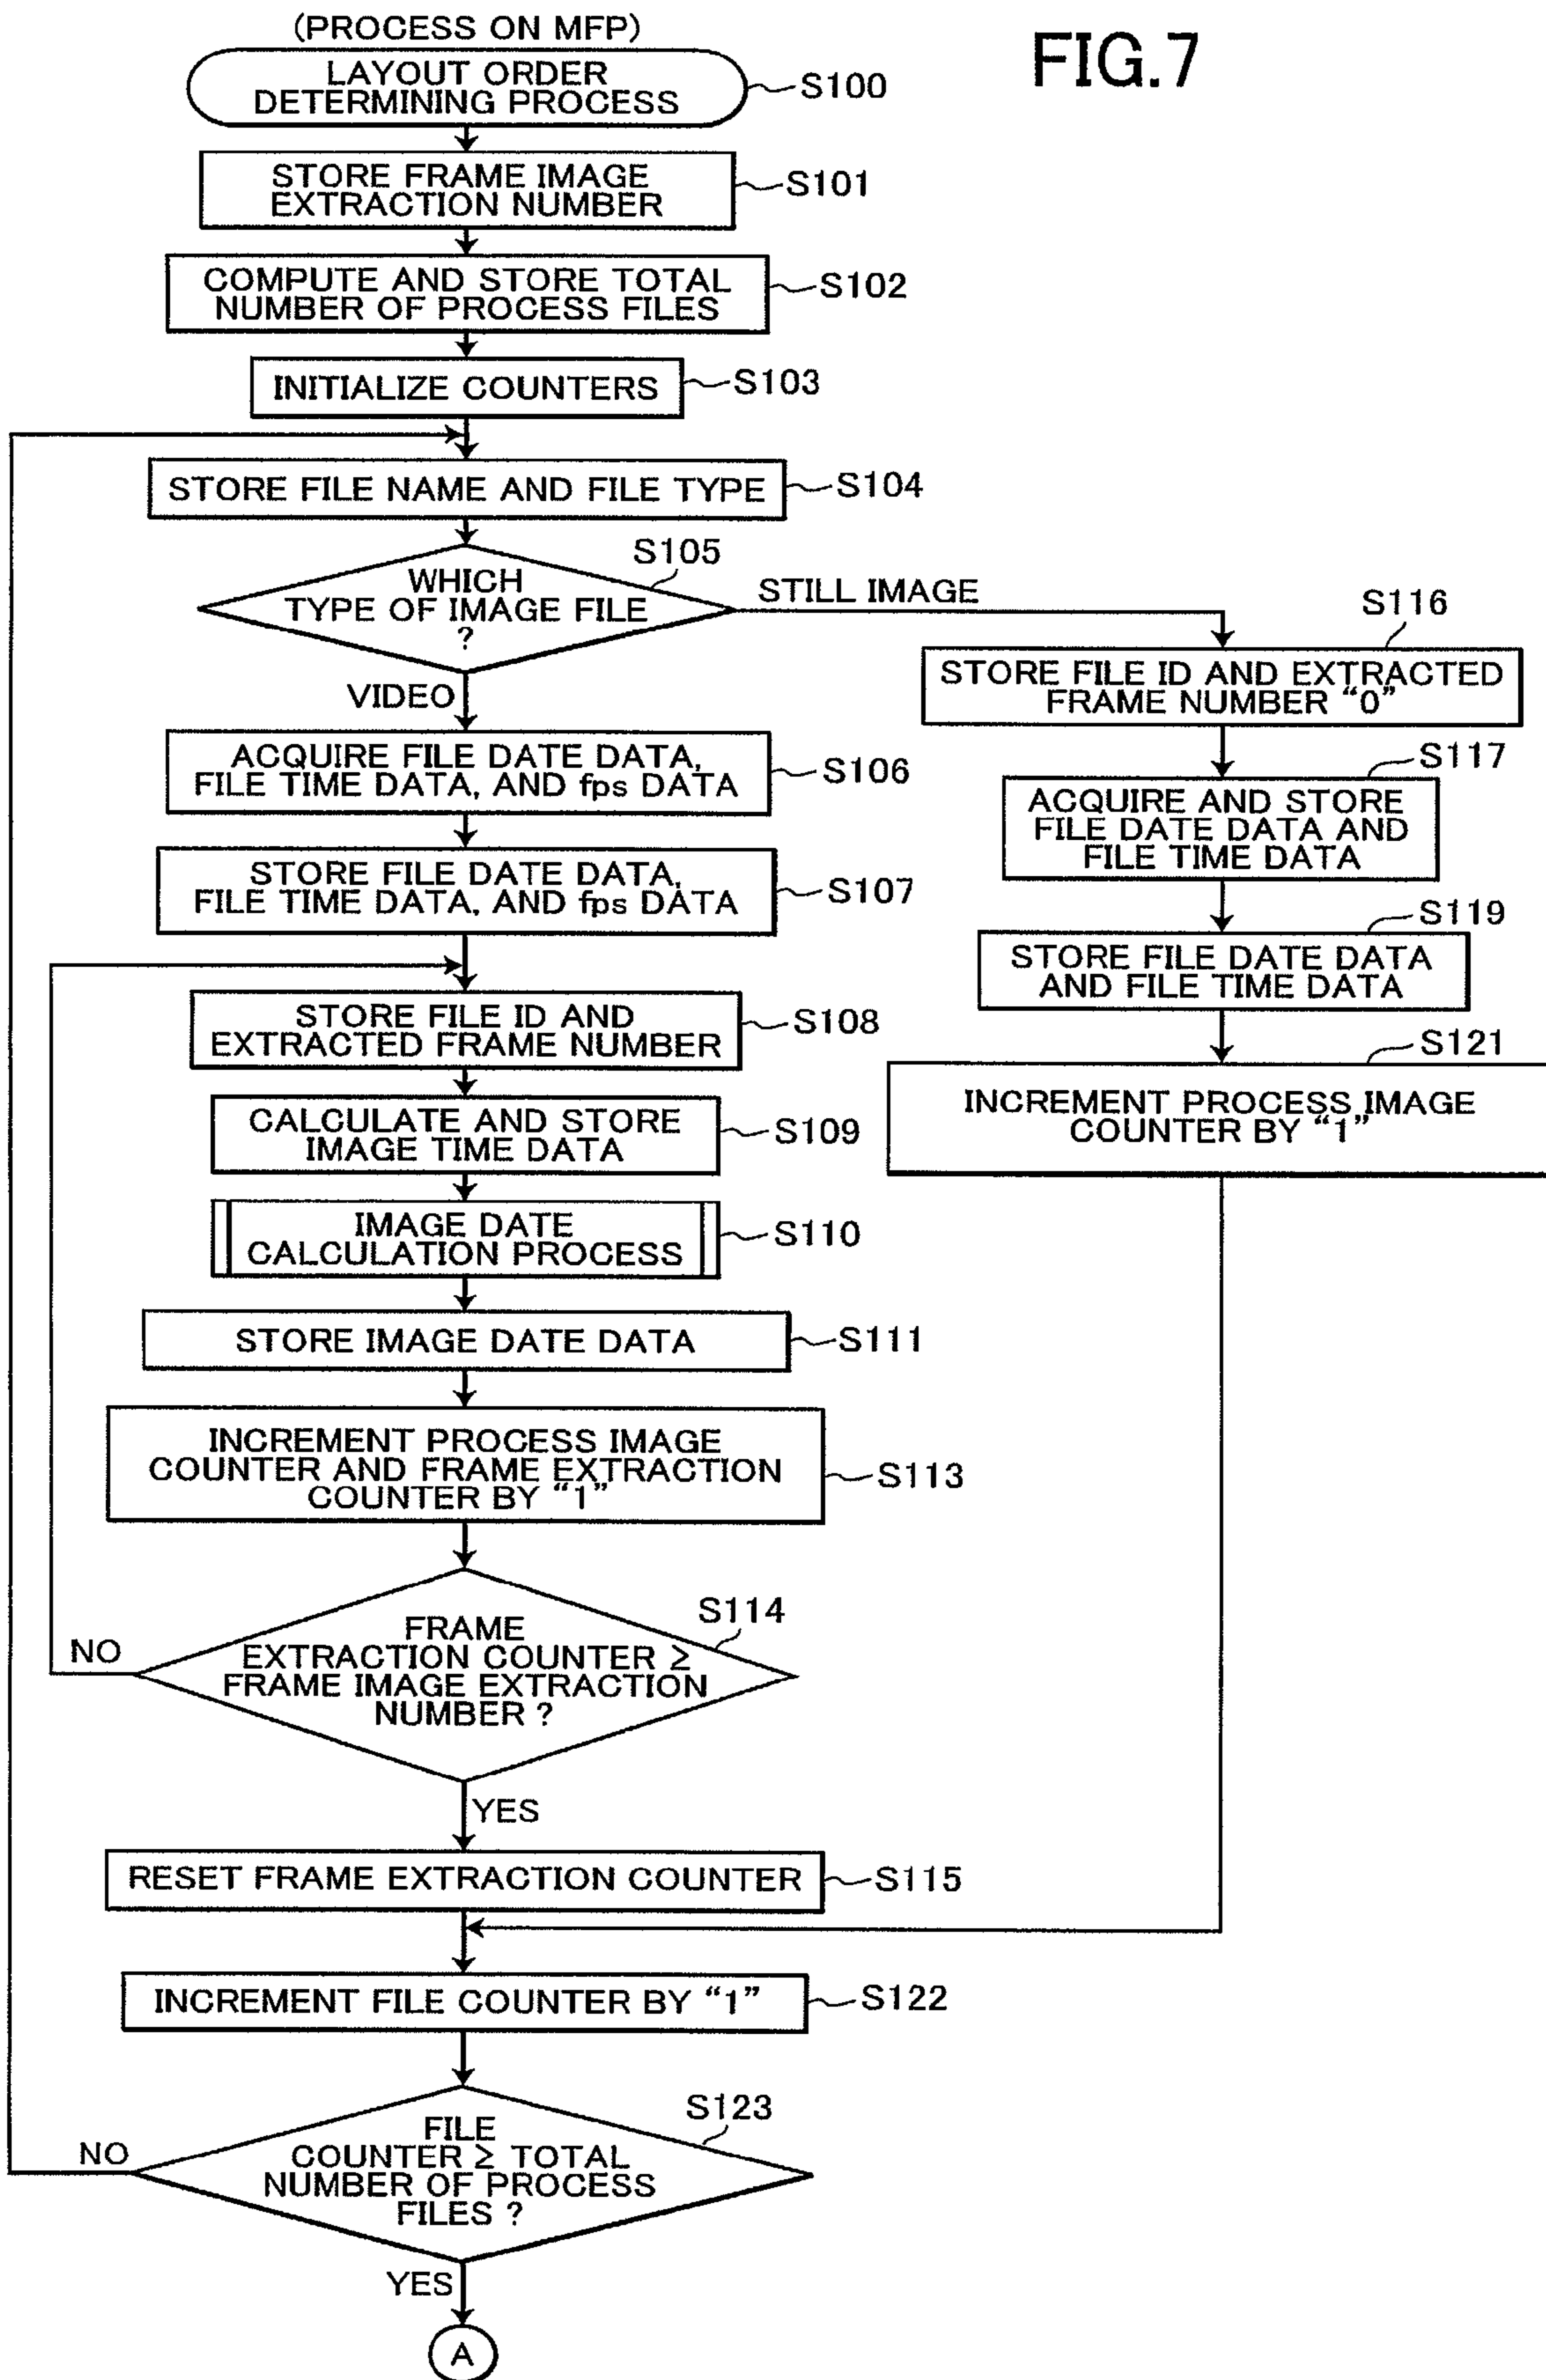 (PROCESS ON MFP)
FIG.7
LAYOUT ORDER
DETERMINING PROCESS
S100
STORE FRAME IMAGE
EXTRACTION NUMBER
S101
COMPUTE AND STORE TOTAL
NUMBER OF PROCESS FILES
S102
INITIALIZE COUNTERS
S103
STORE FILE NAME AND FILE TYPE
S104
S105
WHICH
TYPE OF IMAGE FILE
?
STILL IMAGE
VIDEO
ACQUIRE FILE DATE DATA,
FILE TIME DATA, AND fps DATA
S106
STORE FILE DATE DATA,
FILE TIME DATA, AND fps DATA
S107
STORE FILE ID AND
EXTRACTED FRAME NUMBER
S108
CALCULATE AND STORE
IMAGE TIME DATA
S109
IMAGE DATE
CALCULATION PROCESS
S110
STORE IMAGE DATE DATA
S111
INCREMENT PROCESS IMAGE
COUNTER AND FRAME EXTRACTION
COUNTER BY “1”
S113
S114
FRAME
EXTRACTION COUNTER ≥
FRAME IMAGE EXTRACTION
NUMBER ?
NO
YES
RESET FRAME EXTRACTION COUNTER
S115
S116
STORE FILE ID AND EXTRACTED
FRAME NUMBER “0”
S117
ACQUIRE AND STORE
FILE DATE DATA AND
FILE TIME DATA
S119
STORE FILE DATE DATA
AND FILE TIME DATA
S121
INCREMENT PROCESS IMAGE
COUNTER BY “1”
INCREMENT FILE COUNTER BY “1”
S122
S123
FILE
COUNTER ≥ TOTAL
NUMBER OF PROCESS
FILES ?
NO
YES
A